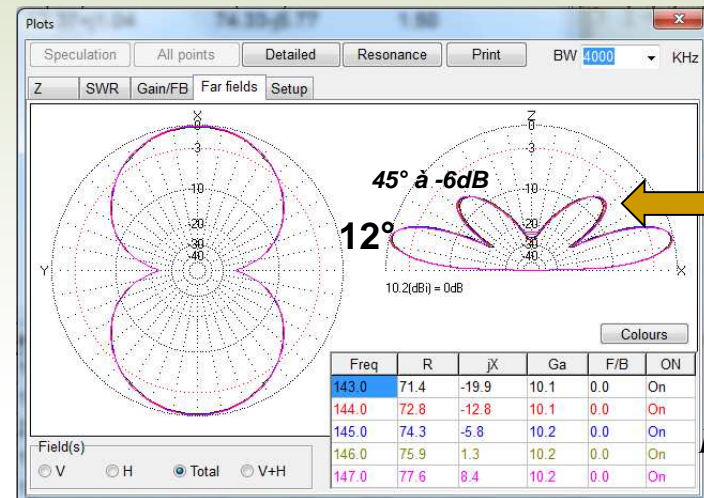 Plots
Speculation All points Detailed Resonance Print BW 4000 KHz
Z SWR Gain/FB Far fields Setup
X
0
3
10
20
30
40
Y
Z
0
3
10
20
30
40
X
45° à -6dB
12°
10.2(dBi) = 0dB
Colours
Freq R jX Ga F/B ON
143.0 71.4 -19.9 10.1 0.0 On
144.0 72.8 -12.8 10.1 0.0 On
145.0 74.3 -5.8 10.2 0.0 On
146.0 75.9 1.3 10.2 0.0 On
147.0 77.6 8.4 10.2 0.0 On
Field(s)
V H Total V+H